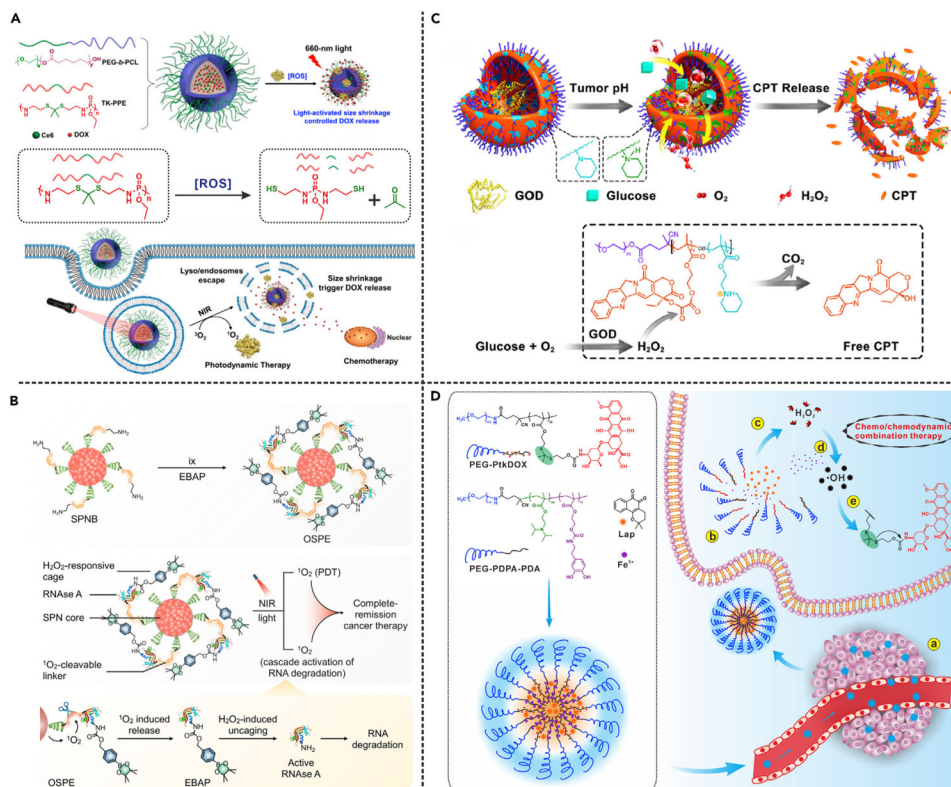 A
PEG-b-PCL
TK-PPE
Ce6
DOX
660-nm light
[ROS]
Light-activated size shrinkage
controlled DOX release
[ROS]
Lyso/endosomes
escape
Size shrinkage
trigger DOX release
NIR
³O₂
¹O₂
Photodynamic Therapy
Nuclear
Chemotherapy
B
SPNB
ix
EBAP
OSPE
H₂O₂-responsive
cage
RNAse A
SPN core
¹O₂-cleavable
linker
NIR
light
¹O₂ (PDT)
¹O₂
(cascade activation of
RNA degradation)
Complete-
remission
cancer therapy
¹O₂
OSPE
¹O₂ induced
release
EBAP
H₂O₂-induced
uncaging
Active
RNAse A
RNA
degradation
C
Tumor pH
CPT Release
GOD
Glucose
O₂
H₂O₂
CPT
CO₂
Glucose + O₂
GOD
H₂O₂
Free CPT
D
PEG-PtkDOX
PEG-PDPA-PDA
Lap
Fe³⁺
c
H₂O₂
Chemo/chemodynamic
combination therapy
d
•OH
b
e
a